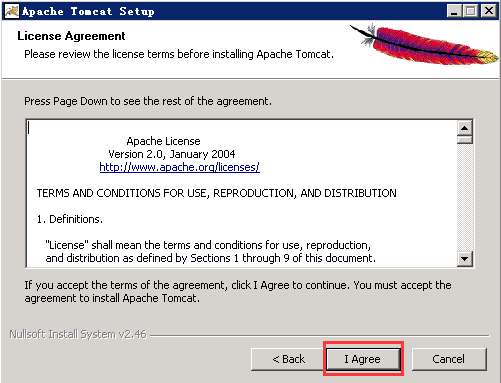 Apache Tomcat Setup
License Agreement
Please review the license terms before installing Apache Tomcat.
Press Page Down to see the rest of the agreement.
Apache License
Version 2.0, January 2004
http://www.apache.org/licenses/
TERMS AND CONDITIONS FOR USE, REPRODUCTION, AND DISTRIBUTION
1. Definitions.
"License" shall mean the terms and conditions for use, reproduction,
and distribution as defined by Sections 1 through 9 of this document.
If you accept the terms of the agreement, click I Agree to continue. You must accept the
agreement to install Apache Tomcat.
Nullsoft Install System v2.46
< Back
I Agree
Cancel